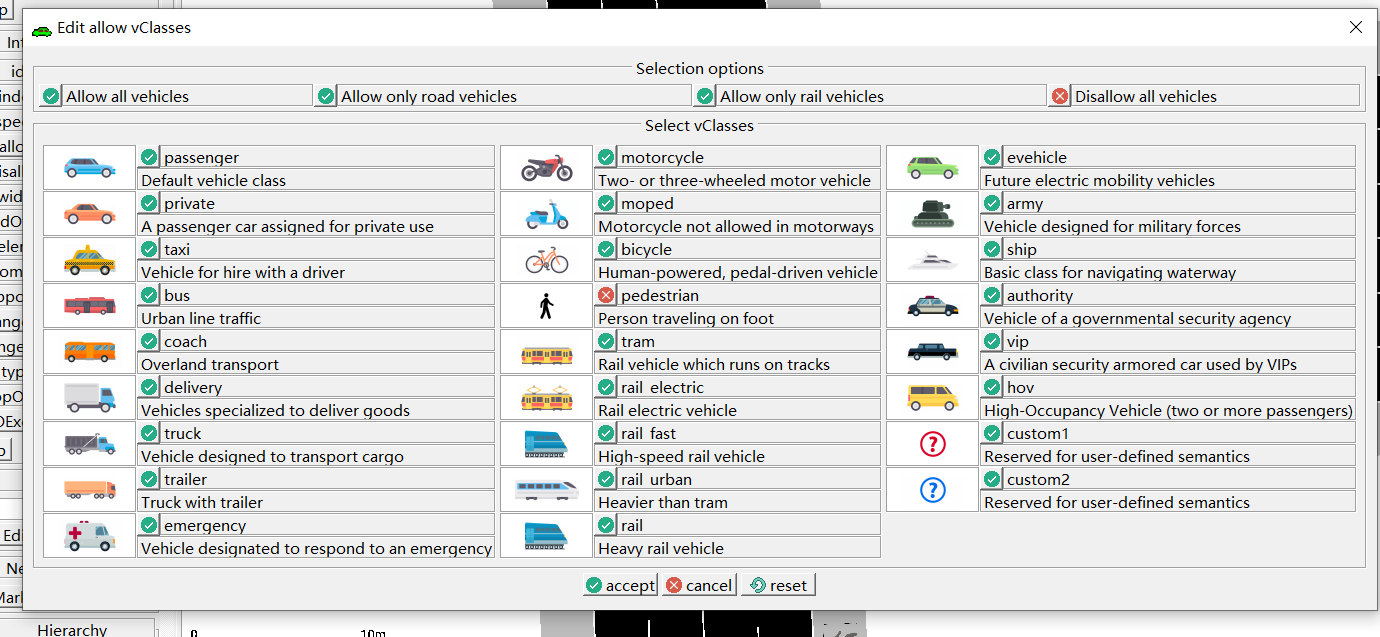 Edit allow vClasses
Selection options
Allow all vehicles
Allow only road vehicles
Allow only rail vehicles
Disallow all vehicles
Select vClasses
passenger
Default vehicle class
private
A passenger car assigned for private use
taxi
Vehicle for hire with a driver
bus
Urban line traffic
coach
Overland transport
delivery
Vehicles specialized to deliver goods
truck
Vehicle designed to transport cargo
trailer
Truck with trailer
emergency
Vehicle designated to respond to an emergency
motorcycle
Two- or three-wheeled motor vehicle
moped
Motorcycle not allowed in motorways
bicycle
Human-powered, pedal-driven vehicle
pedestrian
Person traveling on foot
tram
Rail vehicle which runs on tracks
rail electric
Rail electric vehicle
rail fast
High-speed rail vehicle
rail urban
Heavier than tram
rail
Heavy rail vehicle
evehicle
Future electric mobility vehicles
army
Vehicle designed for military forces
ship
Basic class for navigating waterway
authority
Vehicle of a governmental security agency
vip
A civilian security armored car used by VIPs
hov
High-Occupancy Vehicle (two or more passengers)
custom1
Reserved for user-defined semantics
custom2
Reserved for user-defined semantics
accept
cancel
reset
Hierarchy
0
10m